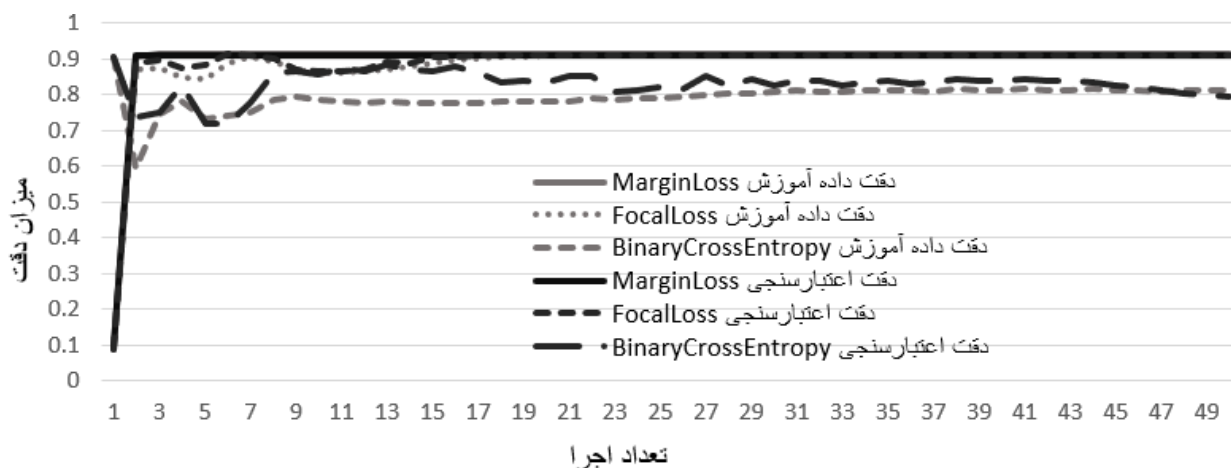 1
0.9
0.8
0.7
0.6
0.5
0.4
0.3
0.2
0.1
0
میزان دقت
دقت داده آموزش MarginLoss
دقت داده آموزش FocalLoss
دقت داده آموزش BinaryCrossEntropy
دقت اعتبارسنجی MarginLoss
دقت اعتبارسنجی FocalLoss
دقت اعتبارسنجی BinaryCrossEntropy
1 3 5 7 9 11 13 15 17 19 21 23 25 27 29 31 33 35 37 39 41 43 45 47 49
تعداد اجرا